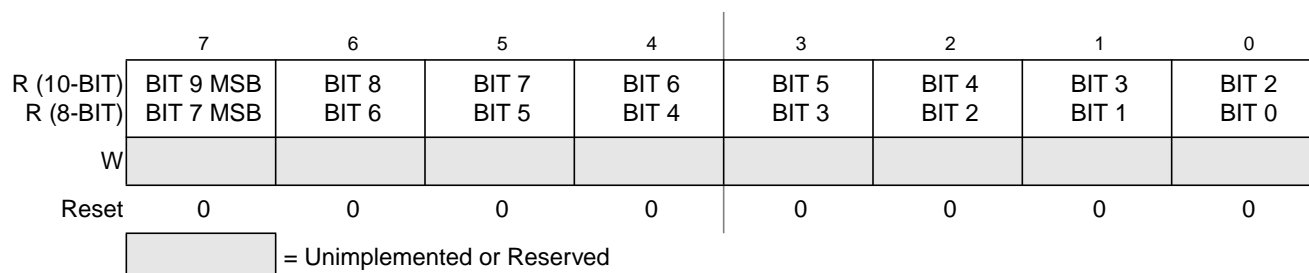 7 6 5 4 3 2 1 0
R (10-BIT) BIT 9 MSB BIT 8 BIT 7 BIT 6 BIT 5 BIT 4 BIT 3 BIT 2
R (8-BIT) BIT 7 MSB BIT 6 BIT 5 BIT 4 BIT 3 BIT 2 BIT 1 BIT 0
W
Reset 0 0 0 0 0 0 0 0
= Unimplemented or Reserved